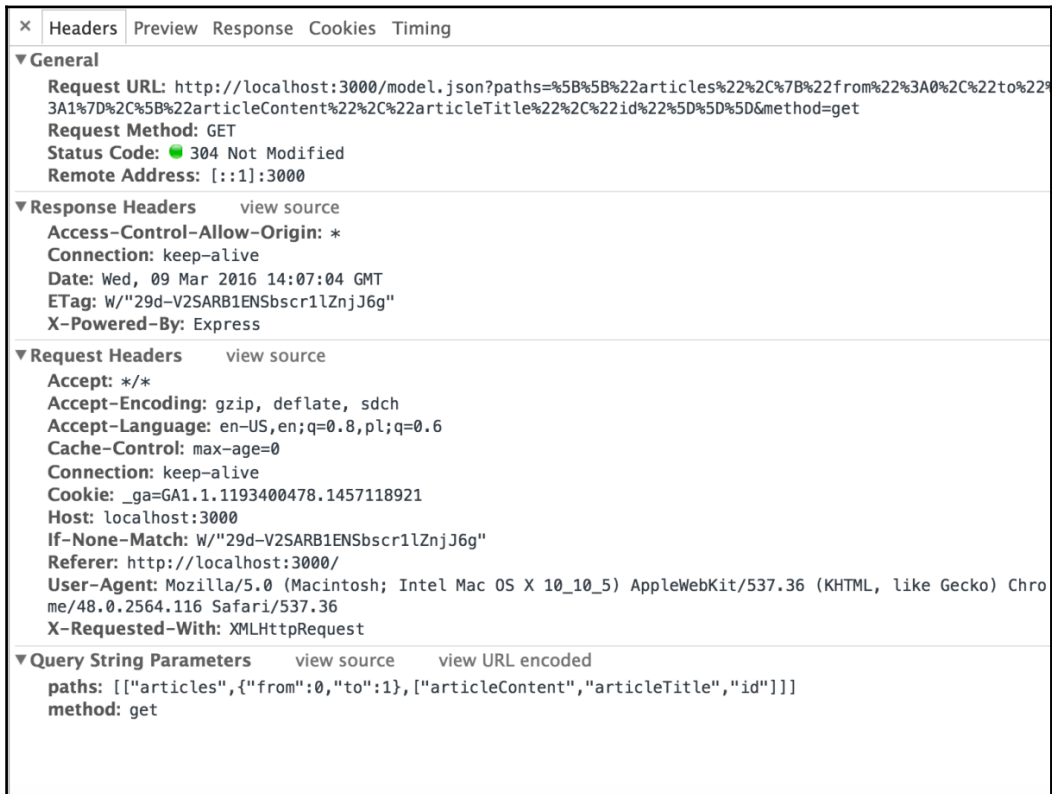 × Headers Preview Response Cookies Timing
▼General
Request URL: http://localhost:3000/model.json?paths=%5B%5B%22articles%22%2C%7B%22from%22%3A0%2C%22to%22%
3A1%7D%2C%5B%22articleContent%22%2C%22articleTitle%22%2C%22id%22%5D%5D%5D&method=get
Request Method: GET
Status Code: 304 Not Modified
Remote Address: [::1]:3000
▼Response Headers view source
Access-Control-Allow-Origin: *
Connection: keep-alive
Date: Wed, 09 Mar 2016 14:07:04 GMT
ETag: W/"29d-V2SARB1ENSbscr1lZnjJ6g"
X-Powered-By: Express
▼Request Headers view source
Accept: */*
Accept-Encoding: gzip, deflate, sdch
Accept-Language: en-US,en;q=0.8,pl;q=0.6
Cache-Control: max-age=0
Connection: keep-alive
Cookie: _ga=GA1.1.1193400478.1457118921
Host: localhost:3000
If-None-Match: W/"29d-V2SARB1ENSbscr1lZnjJ6g"
Referer: http://localhost:3000/
User-Agent: Mozilla/5.0 (Macintosh; Intel Mac OS X 10_10_5) AppleWebKit/537.36 (KHTML, like Gecko) Chro
me/48.0.2564.116 Safari/537.36
X-Requested-With: XMLHttpRequest
▼Query String Parameters view source view URL encoded
paths: [["articles",{"from":0,"to":1},["articleContent","articleTitle","id"]]]
method: get